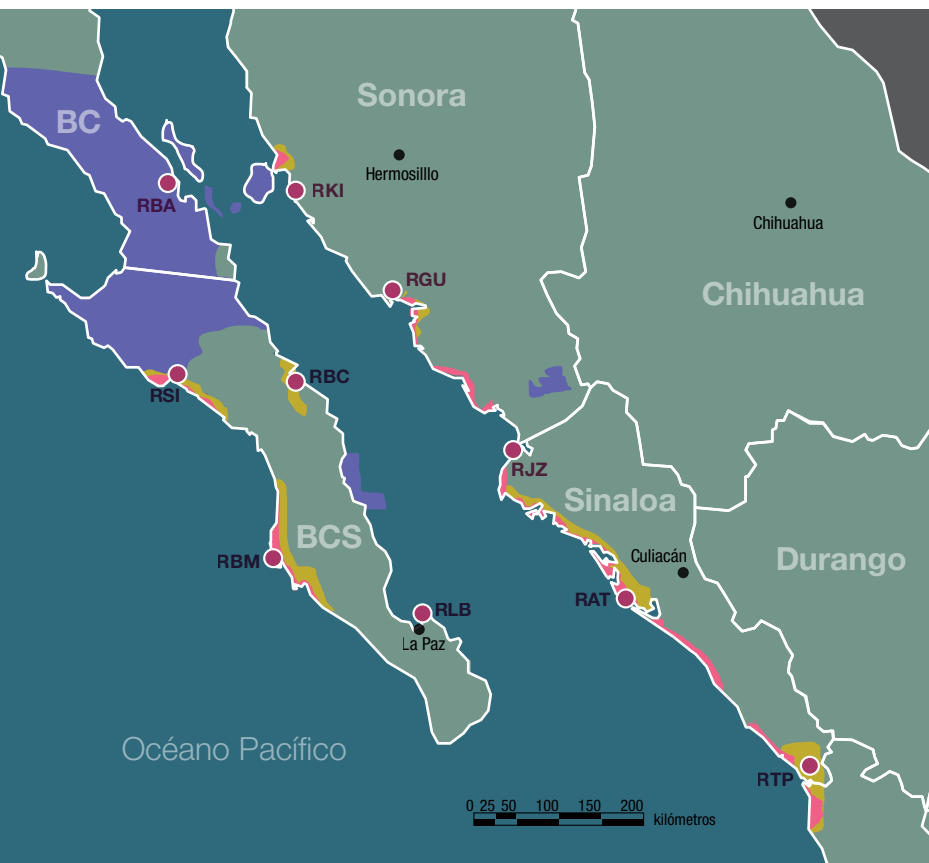 Sonora
BC
Hermosilllo
RBA
RKI
Chihuahua
RGU
Chihuahua
RBC
RSI
RJZ
Sinaloa
BCS
Culiacán
Durango
RBM
RAT
RLB
La Paz
Océano Pacífico
RTP
0 25 50 100 150 200
kilómetros